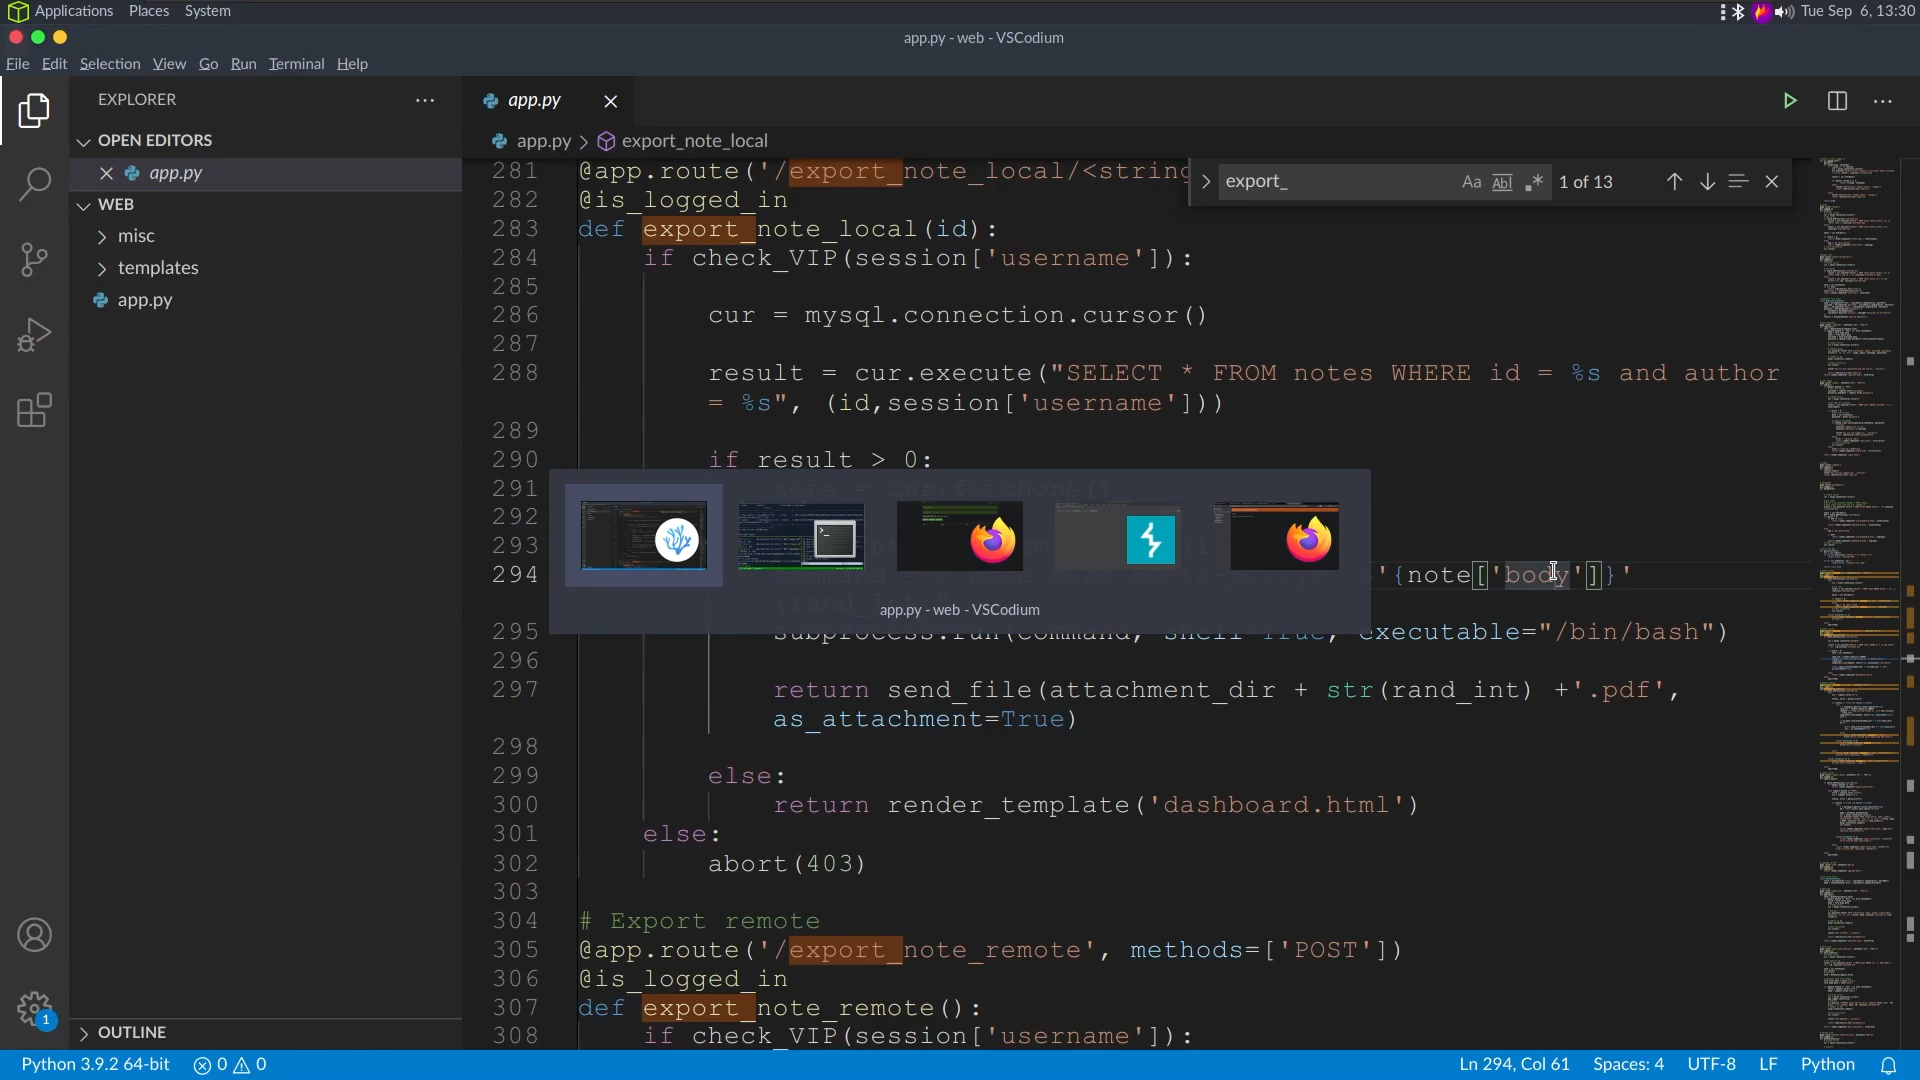 Applications Places System
Tue Sep 6, 13:30
app.py - web - VSCodium
File Edit Selection View Go Run Terminal Help
EXPLORER
OPEN EDITORS
app.py
WEB
misc
templates
app.py
OUTLINE
app.py
app.py > export_note_local
export_
Aa Abl .* 1 of 13
281 @app.route('/export_note_local/<string
282 @is_logged_in
283 def export_note_local(id):
284 if check_VIP(session['username']):
285
286 cur = mysql.connection.cursor()
287
288 result = cur.execute("SELECT * FROM notes WHERE id = %s and author
= %s", (id,session['username']))
289
290 if result > 0:
291 note = cur.fetchone()
292
293
294 '{note['body']}'
app.py - web - VSCodium
295 subprocess.run(command, shell=True, executable="/bin/bash")
296
297 return send_file(attachment_dir + str(rand_int) +'.pdf',
as_attachment=True)
298
299 else:
300 return render_template('dashboard.html')
301 else:
302 abort(403)
303
304 # Export remote
305 @app.route('/export_note_remote', methods=['POST'])
306 @is_logged_in
307 def export_note_remote():
308 if check_VIP(session['username']):
1
Python 3.9.2 64-bit 0 0
Ln 294, Col 61 Spaces: 4 UTF-8 LF Python